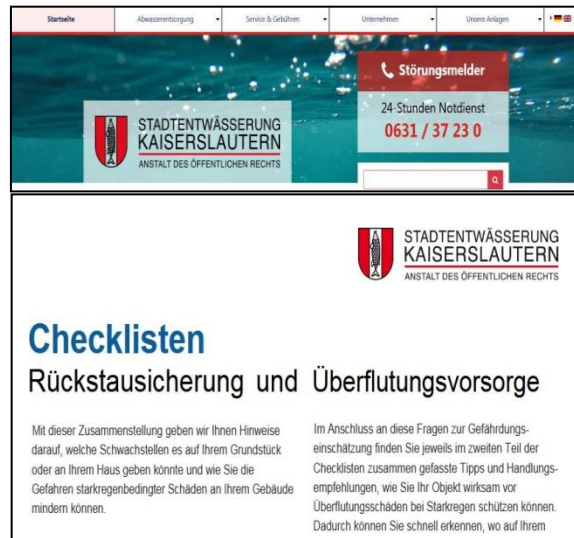 Startseite
Abwasserentsorgung
Service & Gebühren
Unternehmen
Unsere Anlagen
Störungsmelder
24-Stunden Notdienst
0631 / 37 23 0
STADTENTWÄSSERUNG
KAISERSLAUTERN
ANSTALT DES ÖFFENTLICHEN RECHTS
STADTENTWÄSSERUNG
KAISERSLAUTERN
ANSTALT DES ÖFFENTLICHEN RECHTS
Checklisten
Rückstausicherung und Überflutungsvorsorge
Mit dieser Zusammenstellung geben wir Ihnen Hinweise
darauf, welche Schwachstellen es auf Ihrem Grundstück
oder an Ihrem Haus geben könnte und wie Sie die
Gefahren starkregenbedingter Schäden an Ihrem Gebäude
mindern können.
Im Anschluss an diese Fragen zur Gefährdungs-
einschätzung finden Sie jeweils im zweiten Teil der
Checklisten zusammen gefasste Tipps und Handlungs-
empfehlungen, wie Sie Ihr Objekt wirksam vor
Überflutungsschäden bei Starkregen schützen können.
Dadurch können Sie schnell erkennen, wo auf Ihrem